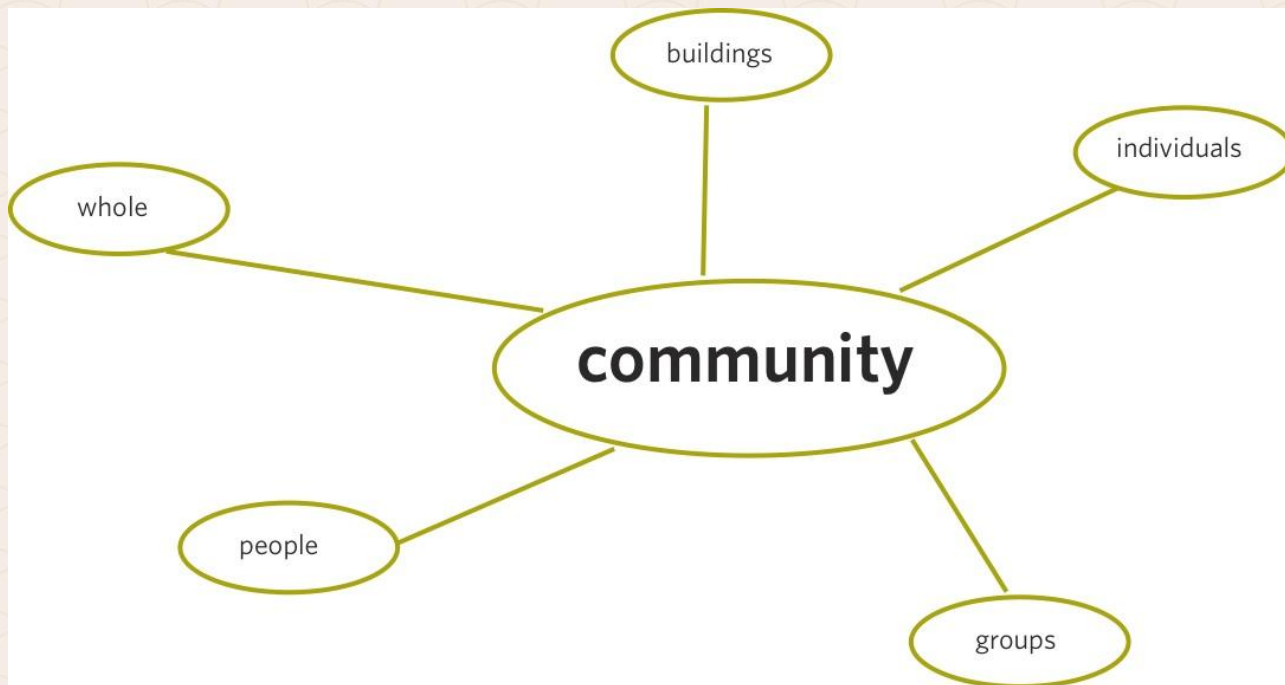 buildings
individuals
whole
community
people
groups